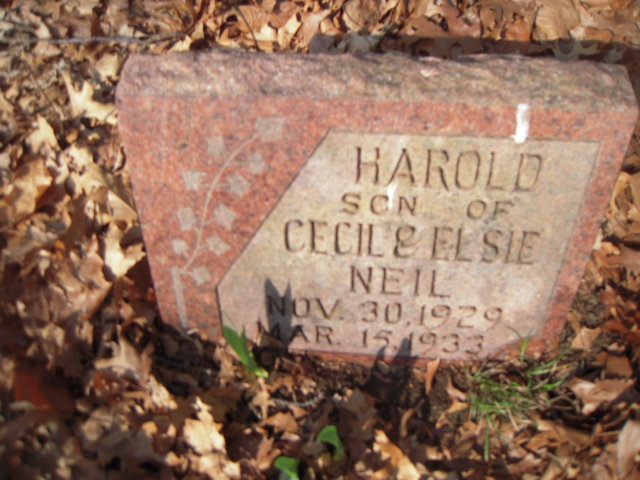 HAROLD
SON OF
CECIL & ELSIE
NEIL
NOV. 30, 1929
MAR. 15, 1933